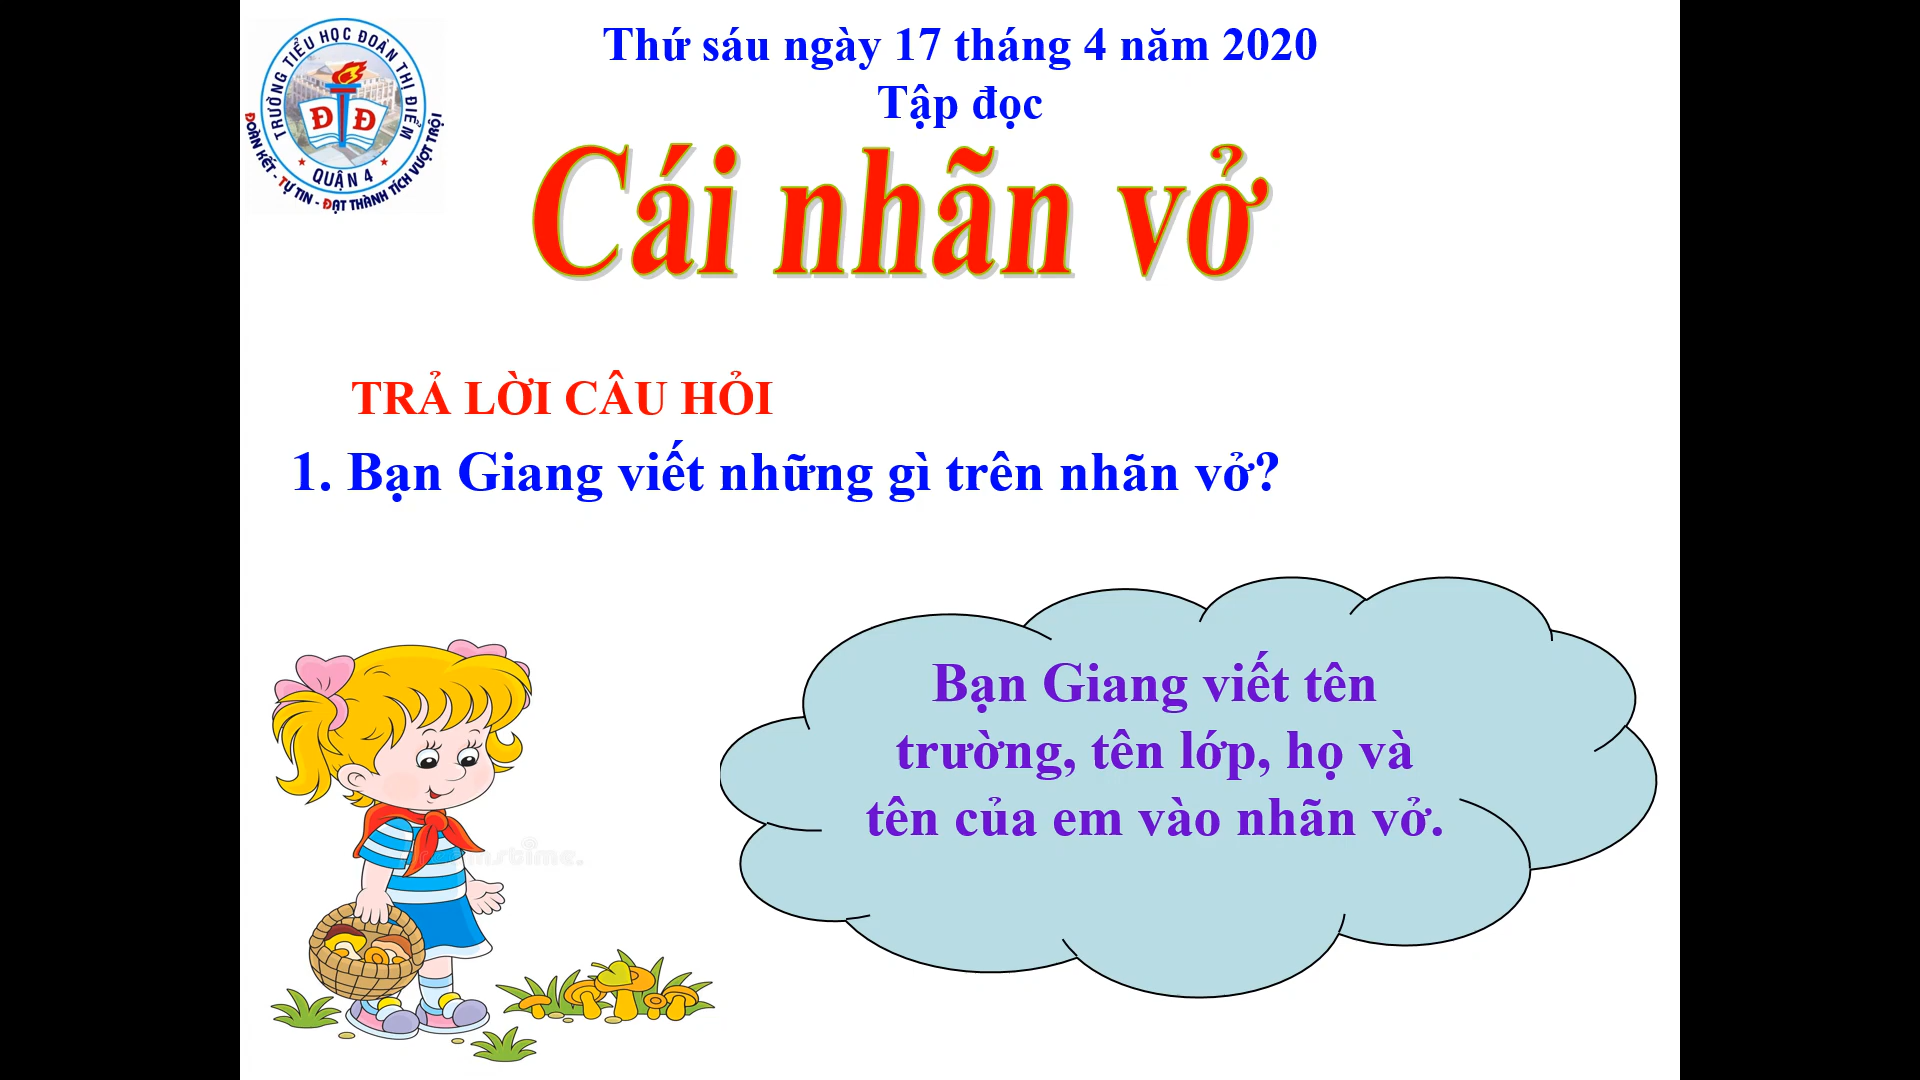 TRƯỜNG TIỂU HỌC ĐOÀN THỊ ĐIỂM
Đ Đ
QUẬN 4
ĐOÀN KẾT - TỰ TIN - ĐẠT THÀNH TÍCH VƯỢT TRỘI
Thứ sáu ngày 17 tháng 4 năm 2020
Tập đọc
Cái nhãn vở
TRẢ LỜI CÂU HỎI
1. Bạn Giang viết những gì trên nhãn vở?
Bạn Giang viết tên
trường, tên lớp, họ và
tên của em vào nhãn vở.